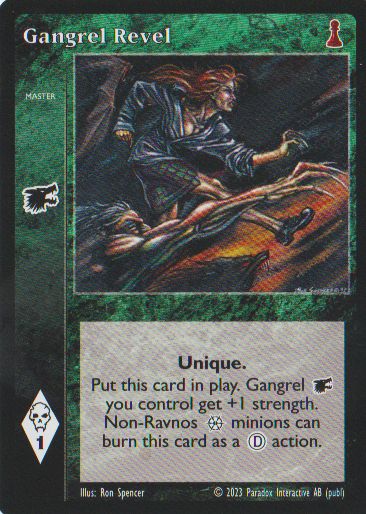 Gangrel Revel
MASTER
Unique.
Put this card in play. Gangrel
you control get +1 strength.
Non-Ravnos minions can
burn this card as a D action.
1
Illus: Ron Spencer © 2023 Paradox Interactive AB (publ)